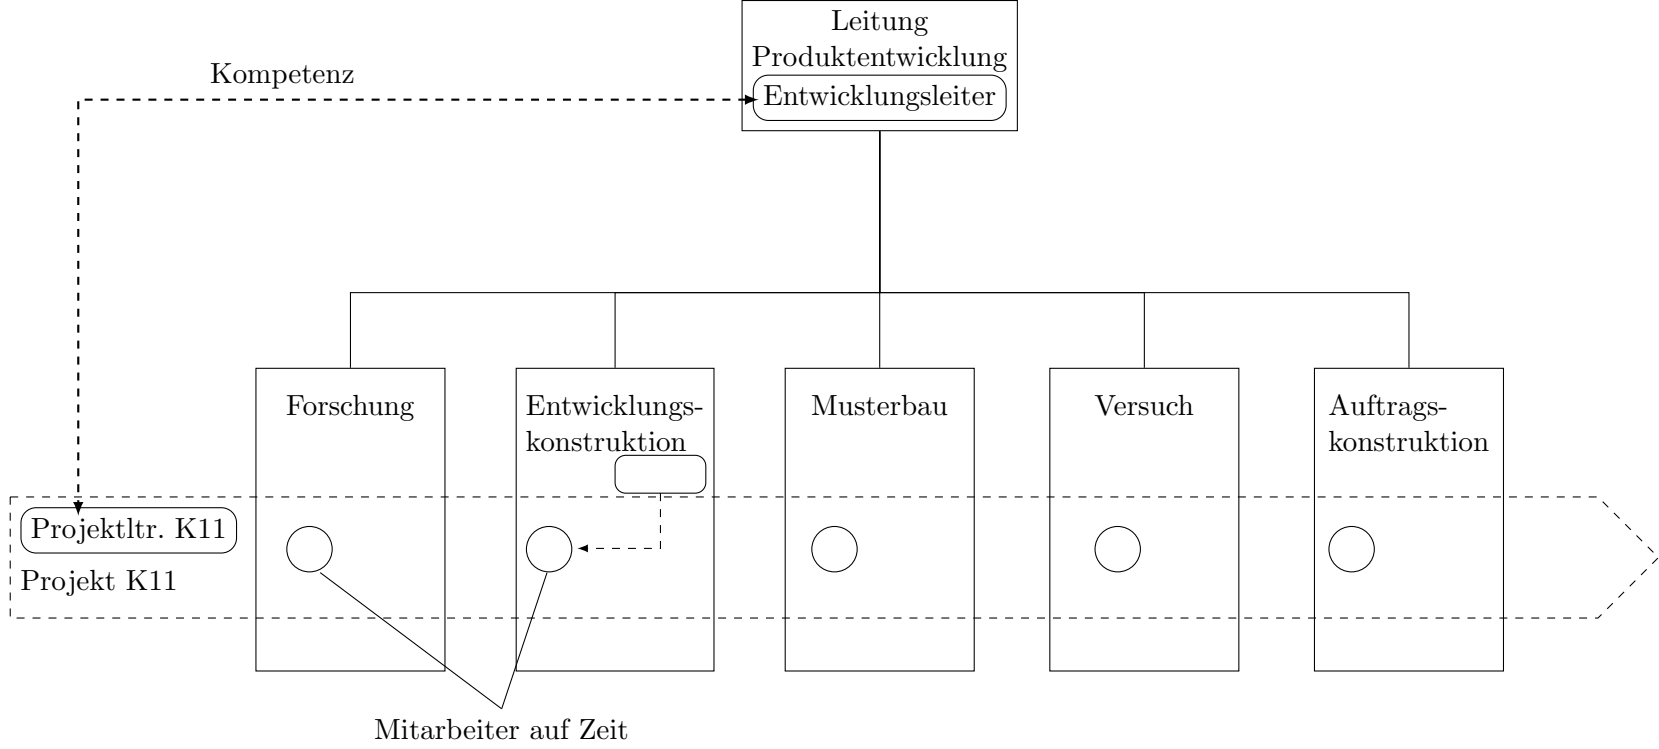 Leitung
Produktentwicklung
Entwicklungsleiter
Kompetenz
Forschung
Entwicklungs-
konstruktion
Musterbau
Versuch
Auftrags-
konstruktion
Projektltr. K11
Projekt K11
Mitarbeiter auf Zeit